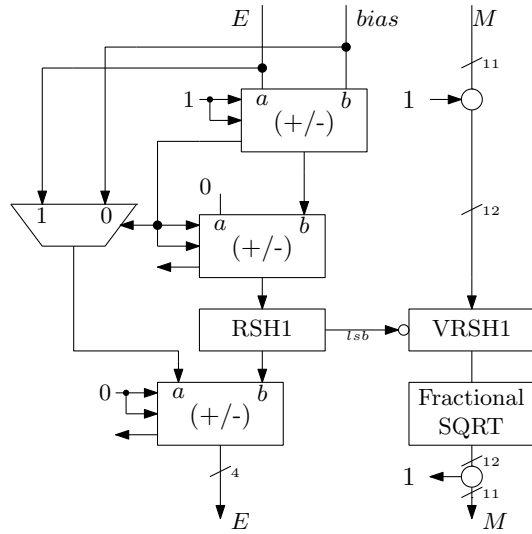 E bias M
11
1 a b 1
(+/-)
0 12
1 0 a b
(+/-)
RSH1 lsb VRSH1
0 a b Fractional
(+/-) SQRT
12
4 1
11
E M